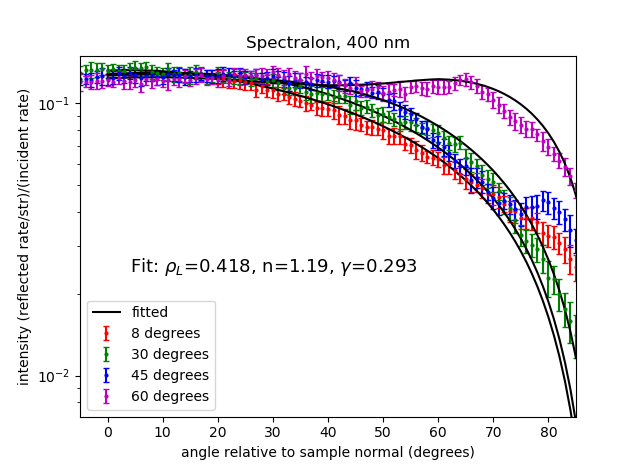 Spectralon, 400 nm
intensity (reflected rate/str)/(incident rate)
10⁻¹
10⁻²
Fit: ρ_L=0.418, n=1.19, γ=0.293
fitted
8 degrees
30 degrees
45 degrees
60 degrees
0 10 20 30 40 50 60 70 80
angle relative to sample normal (degrees)